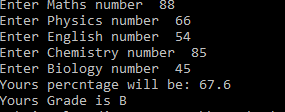 Enter Maths number  88
Enter Physics number  66
Enter English number  54
Enter Chemistry number  85
Enter Biology number  45
Yours percntage will be: 67.6
Yours Grade is B